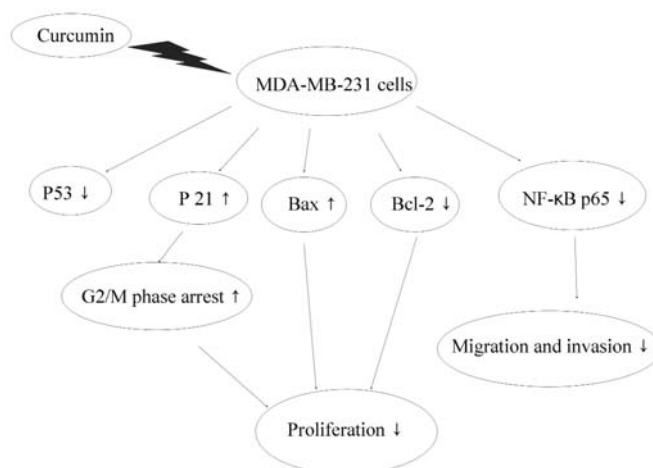 Curcumin
MDA-MB-231 cells
P53 ↓
P 21 ↑
Bax ↑
Bcl-2 ↓
NF-κB p65 ↓
G2/M phase arrest ↑
Migration and invasion ↓
Proliferation ↓